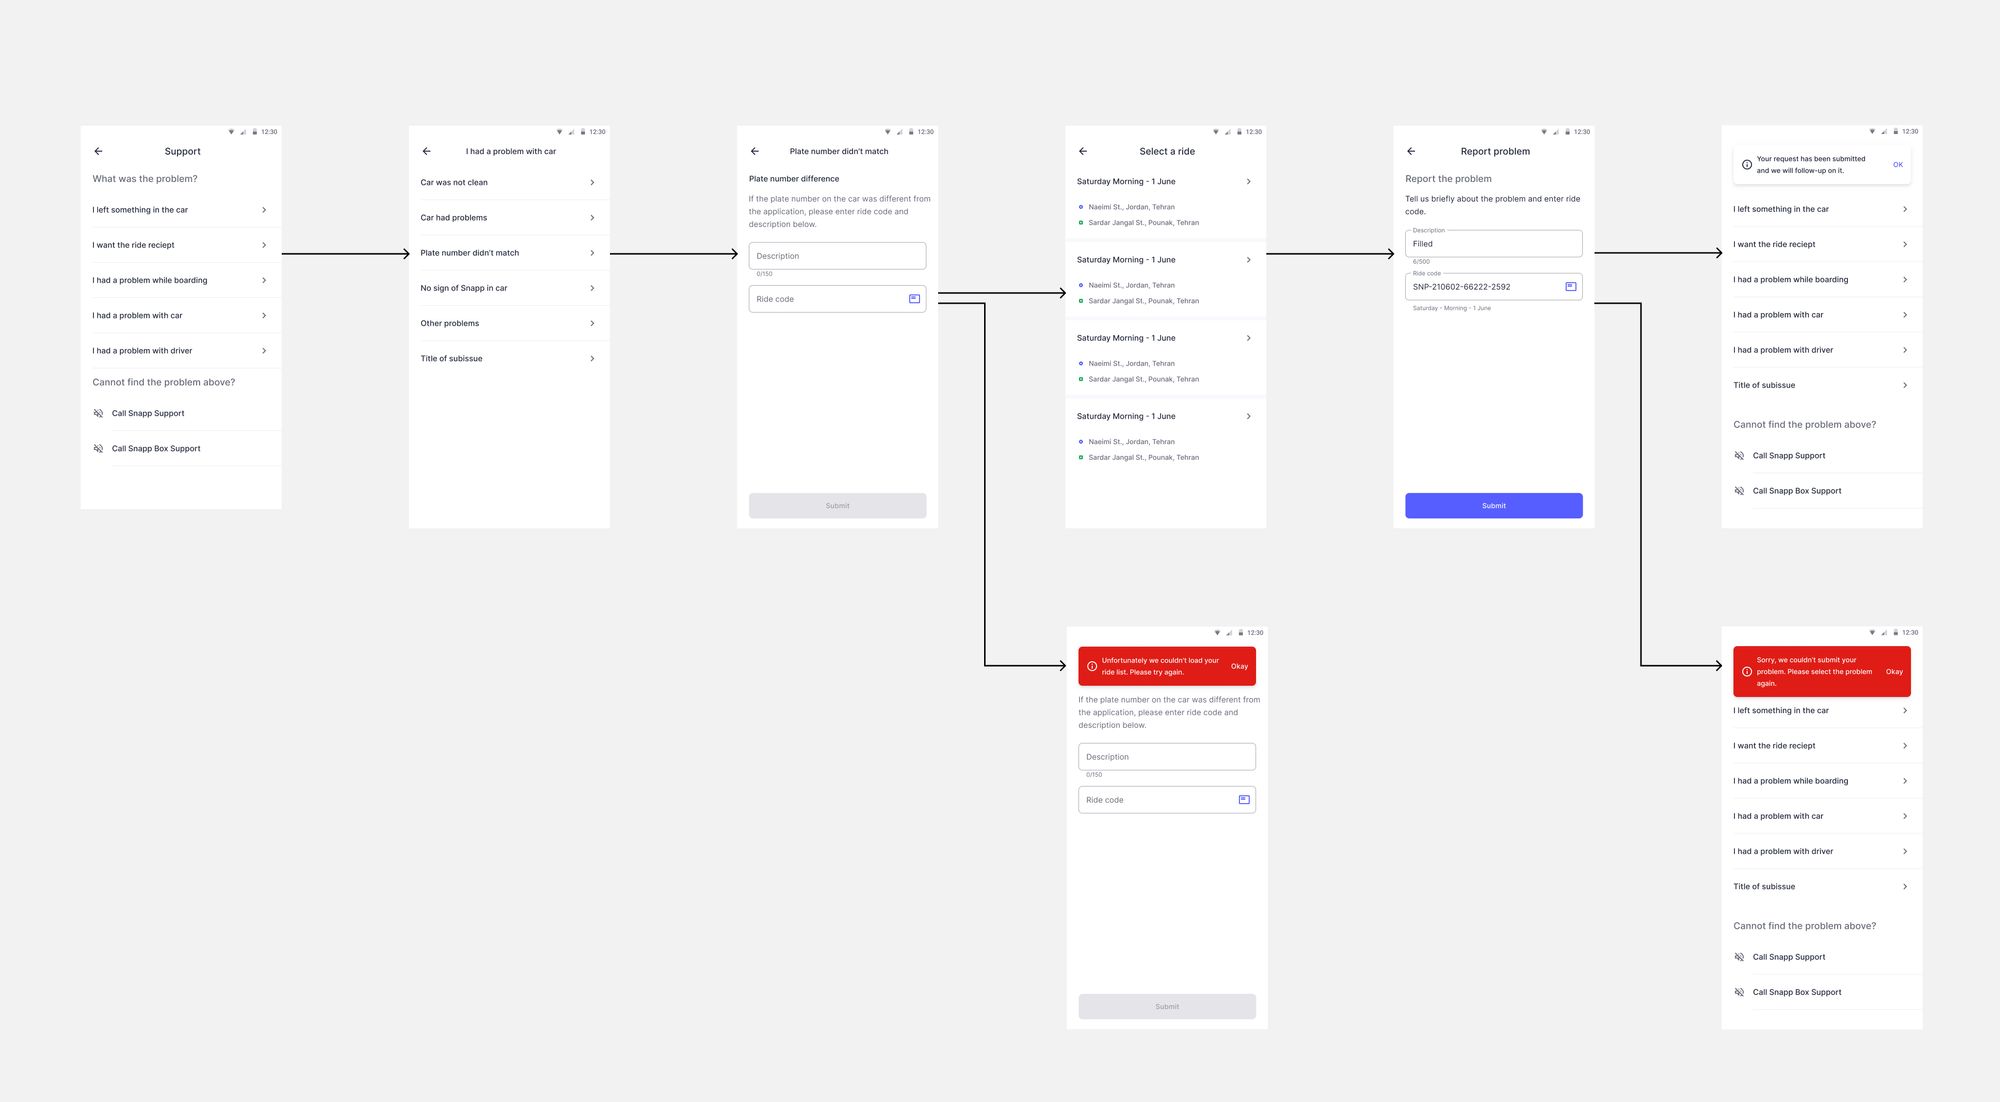 12:30
Support
What was the problem?
I left something in the car
I want the ride reciept
I had a problem while boarding
I had a problem with car
I had a problem with driver
Cannot find the problem above?
Call Snapp Support
Call Snapp Box Support
12:30
I had a problem with car
Car was not clean
Car had problems
Plate number didn't match
No sign of Snapp in car
Other problems
Title of subissue
12:30
Plate number didn't match
Plate number difference
If the plate number on the car was different from
the application, please enter ride code and
description below.
Description
0/150
Ride code
Submit
12:30
Select a ride
Saturday Morning - 1 June
Naeimi St., Jordan, Tehran
Sardar Jangal St., Pounak, Tehran
Saturday Morning - 1 June
Naeimi St., Jordan, Tehran
Sardar Jangal St., Pounak, Tehran
Saturday Morning - 1 June
Naeimi St., Jordan, Tehran
Sardar Jangal St., Pounak, Tehran
Saturday Morning - 1 June
Naeimi St., Jordan, Tehran
Sardar Jangal St., Pounak, Tehran
12:30
Report problem
Report the problem
Tell us briefly about the problem and enter ride
code.
Description
Filled
6/500
Ride code
SNP-210602-66222-2592
Saturday - Morning - 1 June
Submit
12:30
Your request has been submitted
and we will follow-up on it.
OK
I left something in the car
I want the ride reciept
I had a problem while boarding
I had a problem with car
I had a problem with driver
Title of subissue
Cannot find the problem above?
Call Snapp Support
Call Snapp Box Support
12:30
Unfortunately we couldn't load your
ride list. Please try again.
Okay
If the plate number on the car was different from
the application, please enter ride code and
description below.
Description
0/150
Ride code
Submit
12:30
Sorry, we couldn't submit your
problem. Please select the problem
again.
Okay
I left something in the car
I want the ride reciept
I had a problem while boarding
I had a problem with car
I had a problem with driver
Title of subissue
Cannot find the problem above?
Call Snapp Support
Call Snapp Box Support